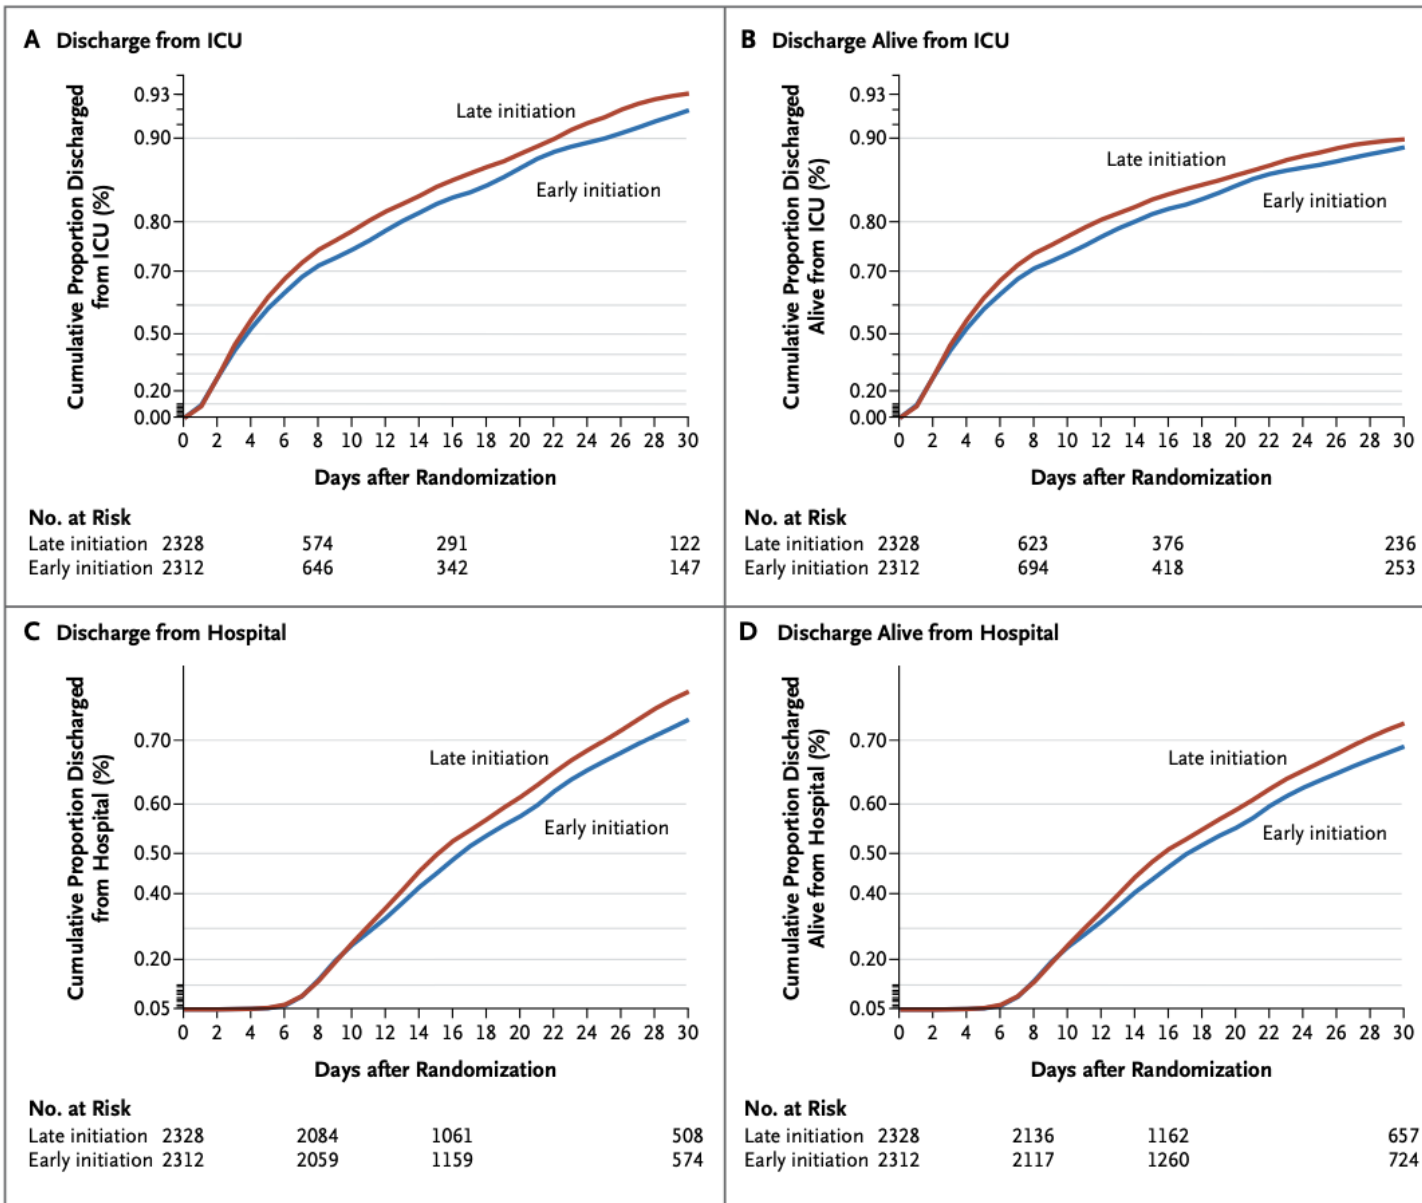 A Discharge from ICU
Cumulative Proportion Discharged
from ICU (%)
0.93
0.90
0.80
0.70
0.50
0.20
0.00
Late initiation
Early initiation
0 2 4 6 8 10 12 14 16 18 20 22 24 26 28 30
Days after Randomization
No. at Risk
Late initiation 2328 574 291 122
Early initiation 2312 646 342 147
B Discharge Alive from ICU
Cumulative Proportion Discharged
Alive from ICU (%)
0.93
0.90
0.80
0.70
0.50
0.20
0.00
Late initiation
Early initiation
0 2 4 6 8 10 12 14 16 18 20 22 24 26 28 30
Days after Randomization
No. at Risk
Late initiation 2328 623 376 236
Early initiation 2312 694 418 253
C Discharge from Hospital
Cumulative Proportion Discharged
from Hospital (%)
0.70
0.60
0.50
0.40
0.20
0.05
Late initiation
Early initiation
0 2 4 6 8 10 12 14 16 18 20 22 24 26 28 30
Days after Randomization
No. at Risk
Late initiation 2328 2084 1061 508
Early initiation 2312 2059 1159 574
D Discharge Alive from Hospital
Cumulative Proportion Discharged
Alive from Hospital (%)
0.70
0.60
0.50
0.40
0.20
0.05
Late initiation
Early initiation
0 2 4 6 8 10 12 14 16 18 20 22 24 26 28 30
Days after Randomization
No. at Risk
Late initiation 2328 2136 1162 657
Early initiation 2312 2117 1260 724